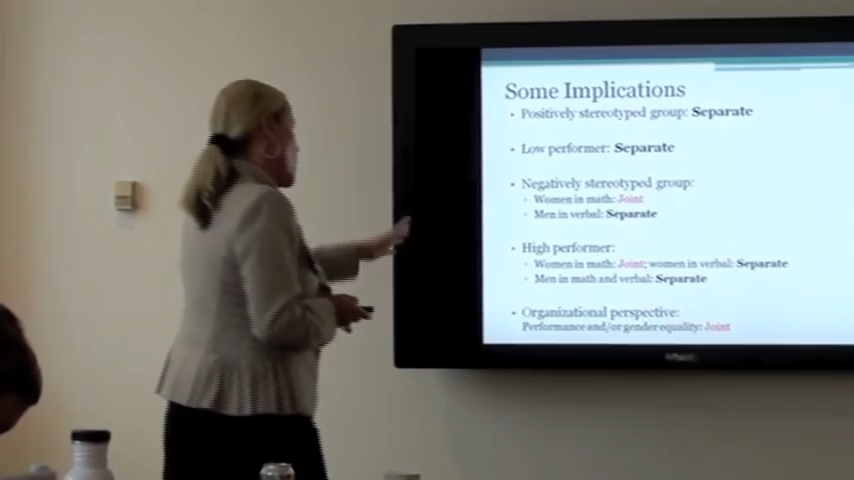 Some Implications
• Positively stereotyped group: Separate
• Low performer: Separate
• Negatively stereotyped group:
◦ Women in math: Joint
◦ Men in verbal: Separate
• High performer:
◦ Women in math: Joint; women in verbal: Separate
◦ Men in math and verbal: Separate
• Organizational perspective:
Performance and/or gender equality: Joint